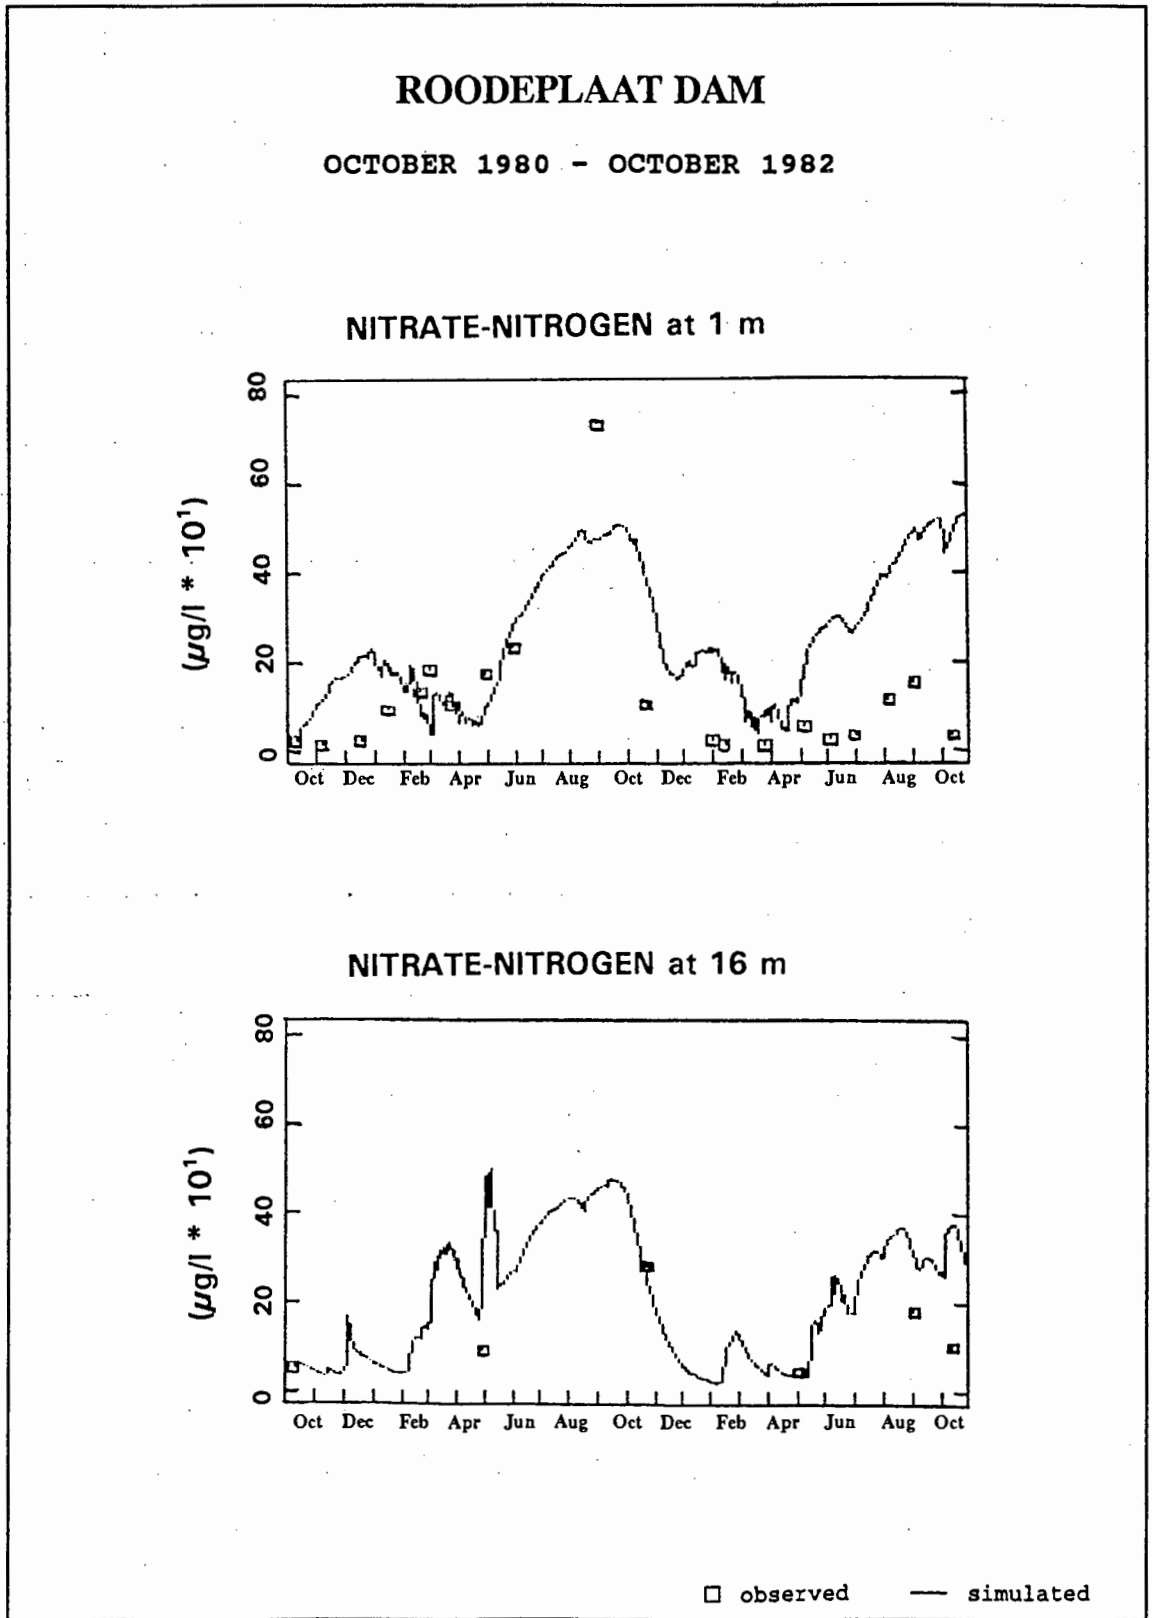 ROODEPLAAT DAM
OCTOBER 1980 - OCTOBER 1982
NITRATE-NITROGEN at 1 m
(µg/l * 10¹)
80
60
40
20
0
Oct Dec Feb Apr Jun Aug Oct Dec Feb Apr Jun Aug Oct
NITRATE-NITROGEN at 16 m
(µg/l * 10¹)
80
60
40
20
0
Oct Dec Feb Apr Jun Aug Oct Dec Feb Apr Jun Aug Oct
observed simulated